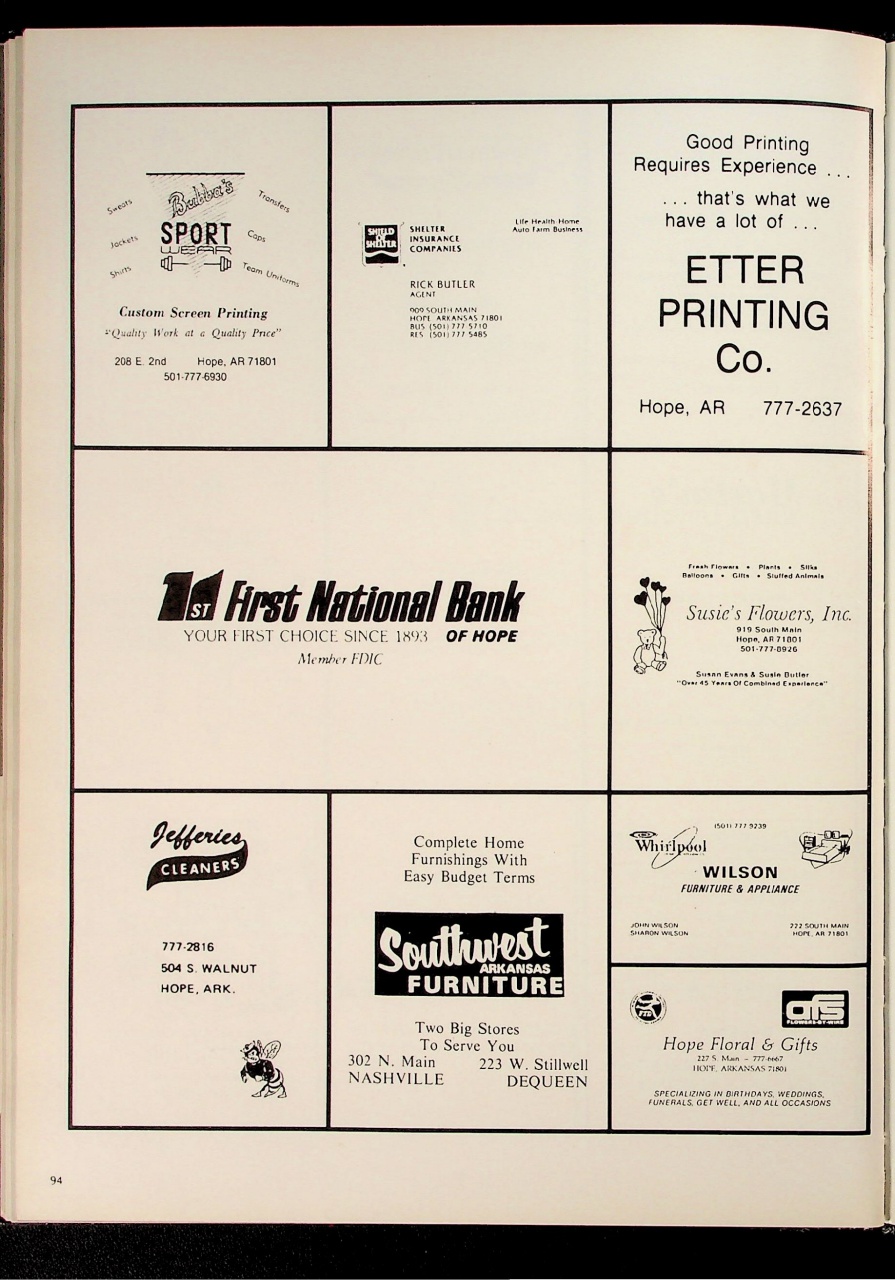 Bubba's
SPORT
WEAR
Sweats
Jackets
Shirts
Transfers
Caps
Team Uniforms
Custom Screen Printing
"Quality Work at a Quality Price"
208 E. 2nd Hope, AR 71801
501-777-6930
SHIELD
OF
SHELTER
SHELTER
INSURANCE
COMPANIES
Life Health Home
Auto Farm Business
RICK BUTLER
AGENT
909 SOUTH MAIN
HOPE ARKANSAS 71801
BUS (501) 777 5710
RES (501) 777 5485
Good Printing
Requires Experience ...
... that's what we
have a lot of ...
ETTER
PRINTING
Co.
Hope, AR 777-2637
1ST First National Bank
YOUR FIRST CHOICE SINCE 1893 OF HOPE
Member FDIC
Fresh Flowers • Plants • Silks
Balloons • Gifts • Stuffed Animals
Susie's Flowers, Inc.
919 South Main
Hope, AR 71801
501-777-8926
Susan Evans & Susie Butler
"Over 45 Years Of Combined Experience"
Jefferies
CLEANERS
777-2816
504 S. WALNUT
HOPE, ARK.
Complete Home
Furnishings With
Easy Budget Terms
Southwest
ARKANSAS
FURNITURE
Two Big Stores
To Serve You
302 N. Main 223 W. Stillwell
NASHVILLE DEQUEEN
(501) 777 9239
Whirlpool
WILSON
FURNITURE & APPLIANCE
JOHN WILSON
SHARON WILSON
222 SOUTH MAIN
HOPE, AR 71801
FTD
afs
FLOWERS-BY-WIRE
Hope Floral & Gifts
227 S. Main – 777-6667
HOPE, ARKANSAS 71801
SPECIALIZING IN BIRTHDAYS, WEDDINGS,
FUNERALS, GET WELL, AND ALL OCCASIONS
94